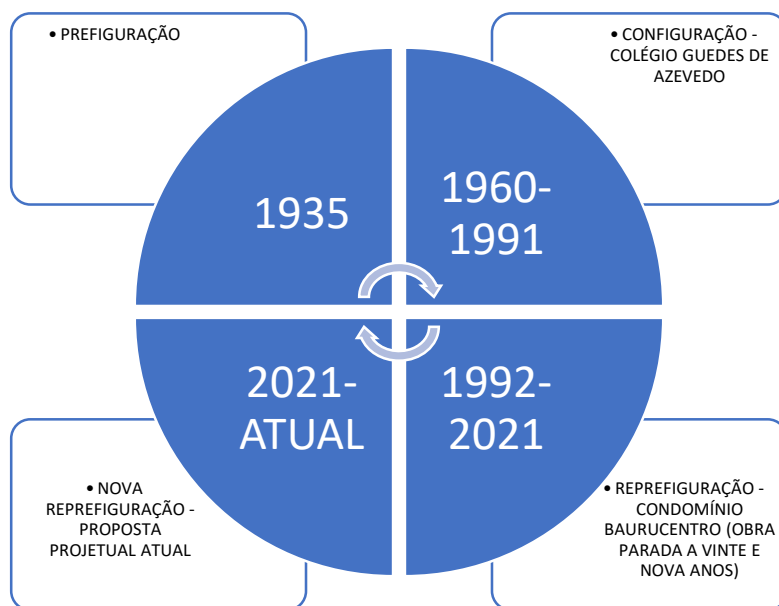 • PREFIGURAÇÃO
• CONFIGURAÇÃO -
COLÉGIO GUEDES DE
AZEVEDO
1935
1960-
1991
2021-
ATUAL
1992-
2021
• NOVA
REPREFIGURAÇÃO -
PROPOSTA
PROJETUAL ATUAL
• REPREFIGURAÇÃO -
CONDOMÍNIO
BAURUCENTRO (OBRA
PARADA A VINTE E
NOVA ANOS)